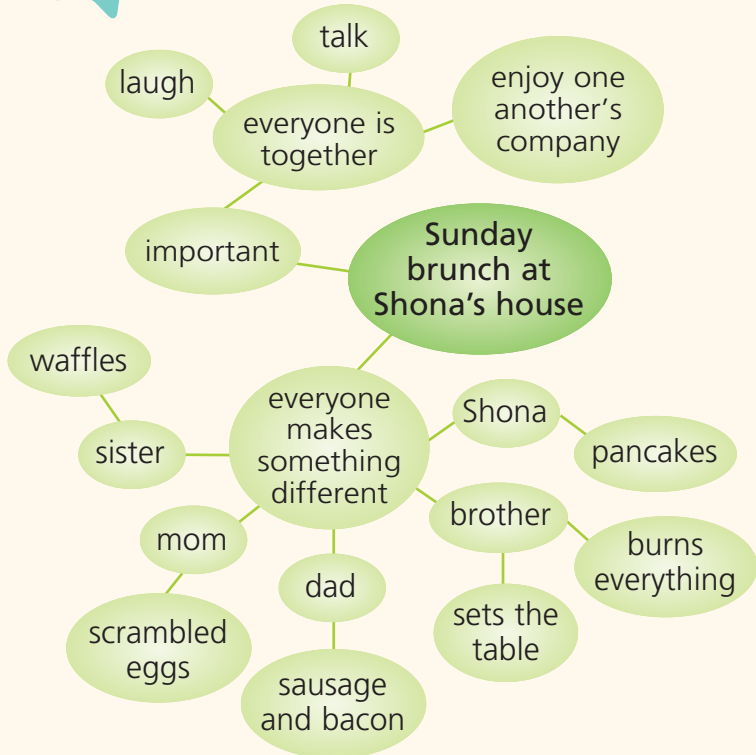 talk
laugh
enjoy one
another's
company
everyone is
together
important
Sunday
brunch at
Shona's house
waffles
sister
everyone
makes
something
different
Shona
pancakes
brother
burns
everything
mom
dad
sets the
table
scrambled
eggs
sausage
and bacon